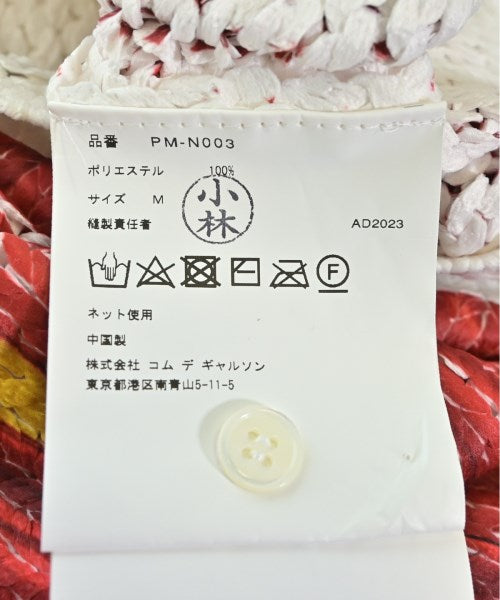 品番 PM-N003
ポリエステル 100%
サイズ M
小林
縫製責任者 AD2023
F
ネット使用
中国製
株式会社 コム デ ギャルソン
東京都港区南青山5-11-5